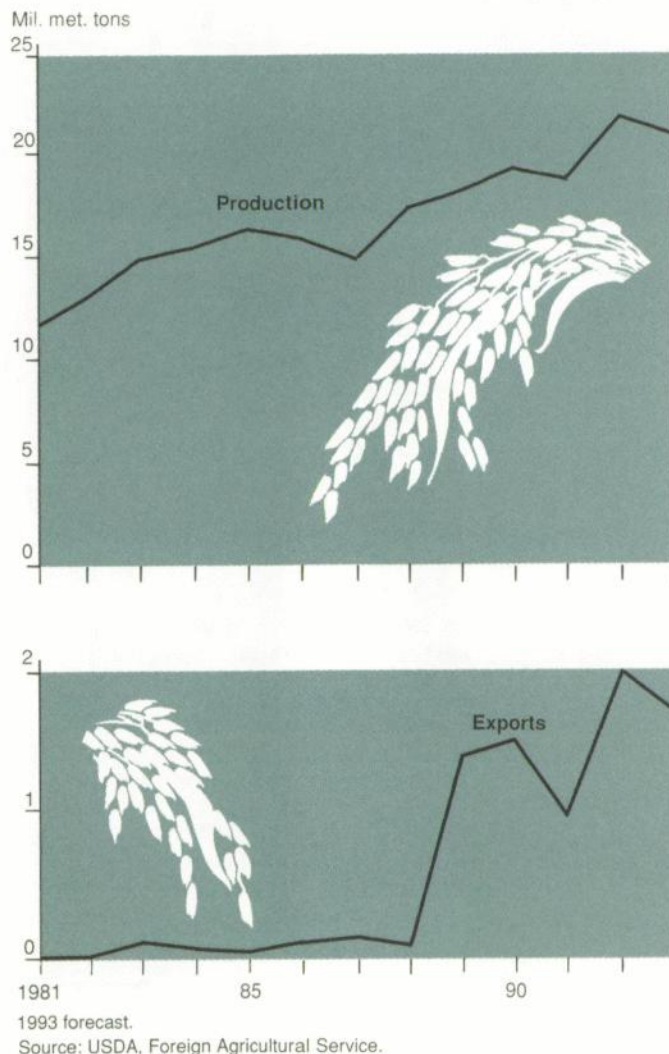 Mil. met. tons
25
20
Production
15
10
5
0
2
Exports
1
0
1981 85 90
1993 forecast.
Source: USDA, Foreign Agricultural Service.